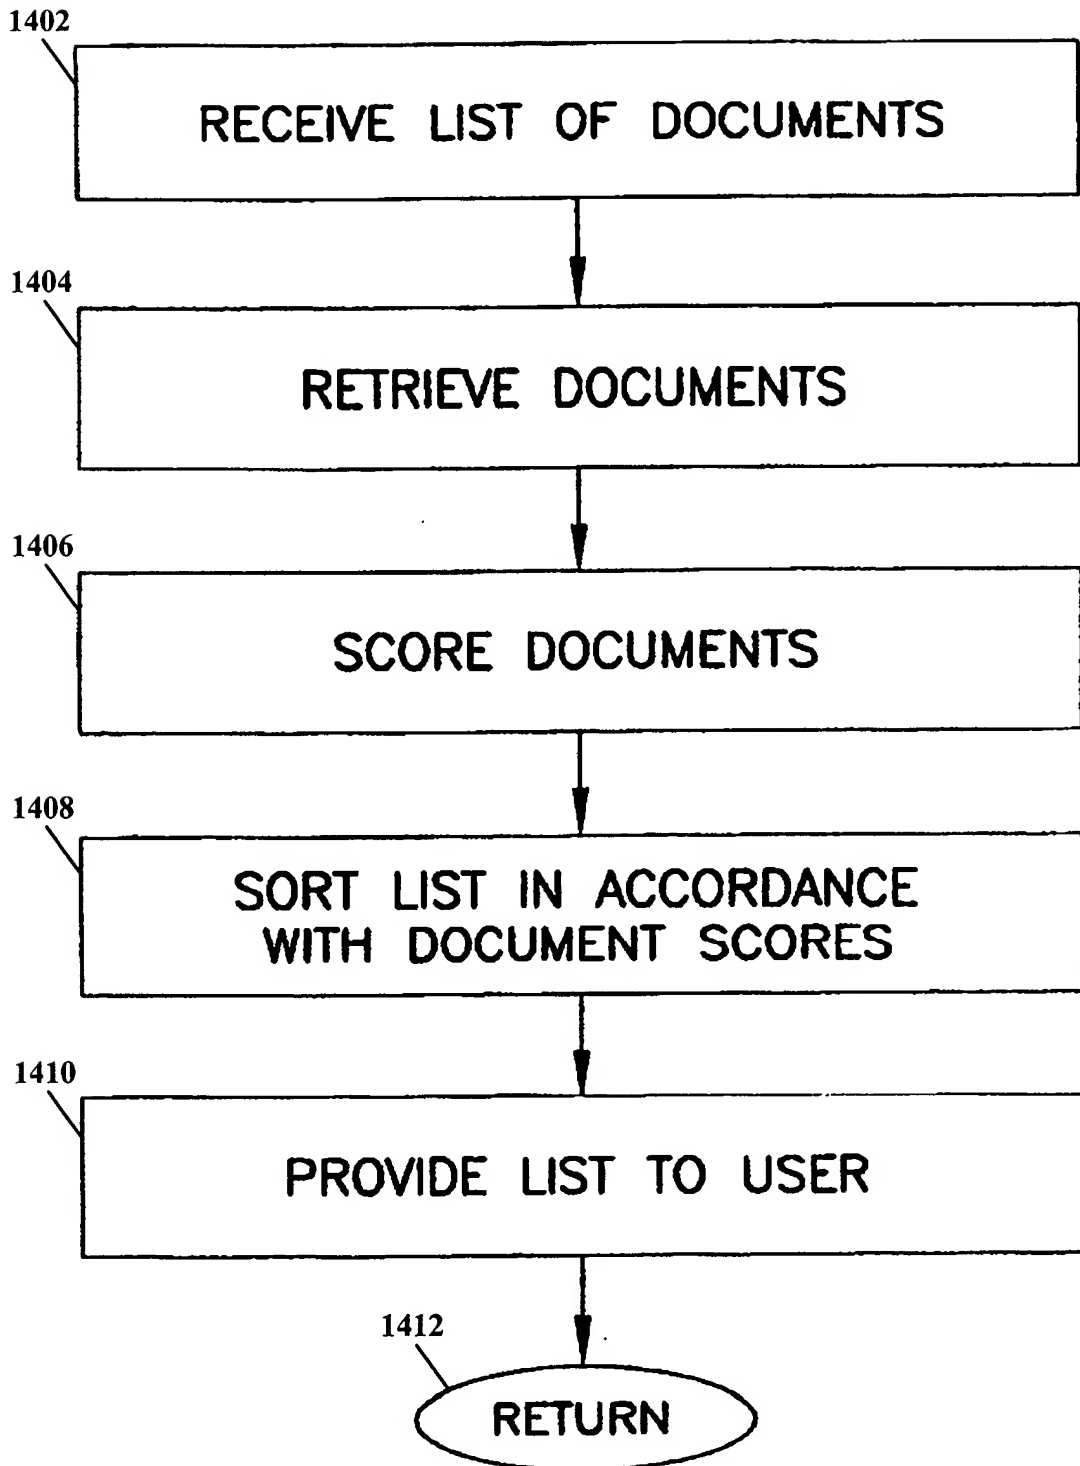 1402
RECEIVE LIST OF DOCUMENTS
1404
RETRIEVE DOCUMENTS
1406
SCORE DOCUMENTS
1408
SORT LIST IN ACCORDANCE
WITH DOCUMENT SCORES
1410
PROVIDE LIST TO USER
1412
RETURN